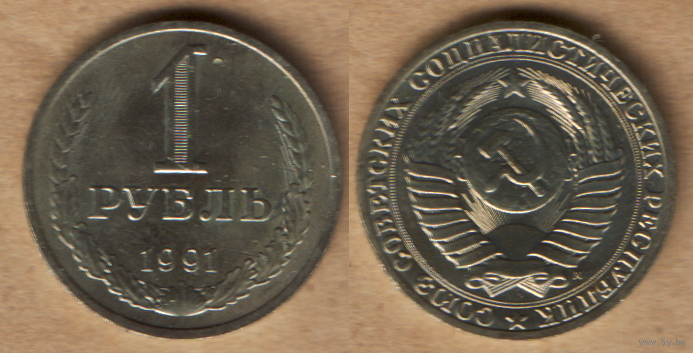 1
РУБЛЬ
1991
СОЮЗ СОВЕТСКИХ СОЦИАЛИСТИЧЕСКИХ РЕСПУБЛИК